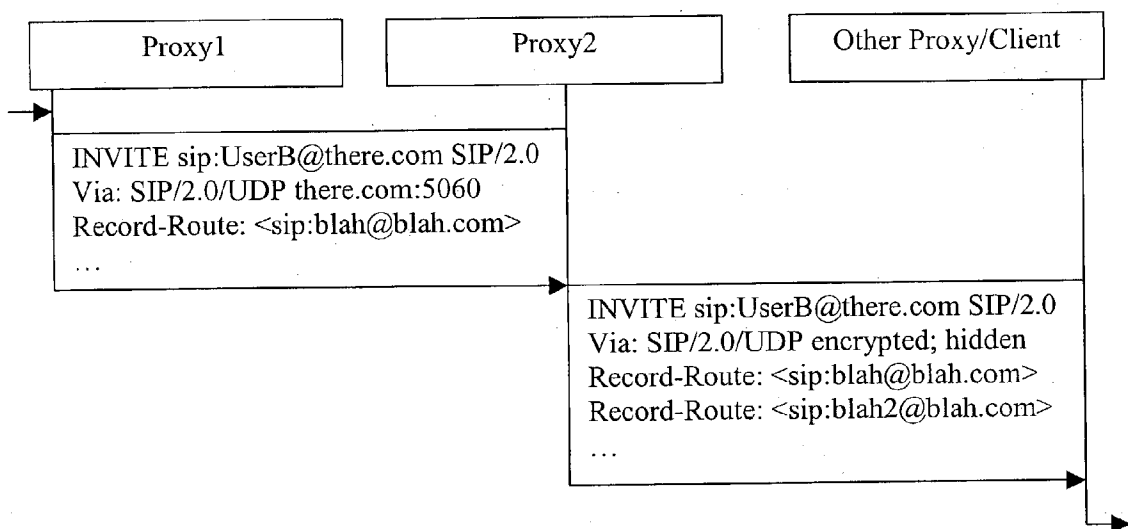 Proxy1
Proxy2
Other Proxy/Client
INVITE sip:UserB@there.com SIP/2.0
Via: SIP/2.0/UDP there.com:5060
Record-Route: <sip:blah@blah.com>
...
INVITE sip:UserB@there.com SIP/2.0
Via: SIP/2.0/UDP encrypted; hidden
Record-Route: <sip:blah@blah.com>
Record-Route: <sip:blah2@blah.com>
...